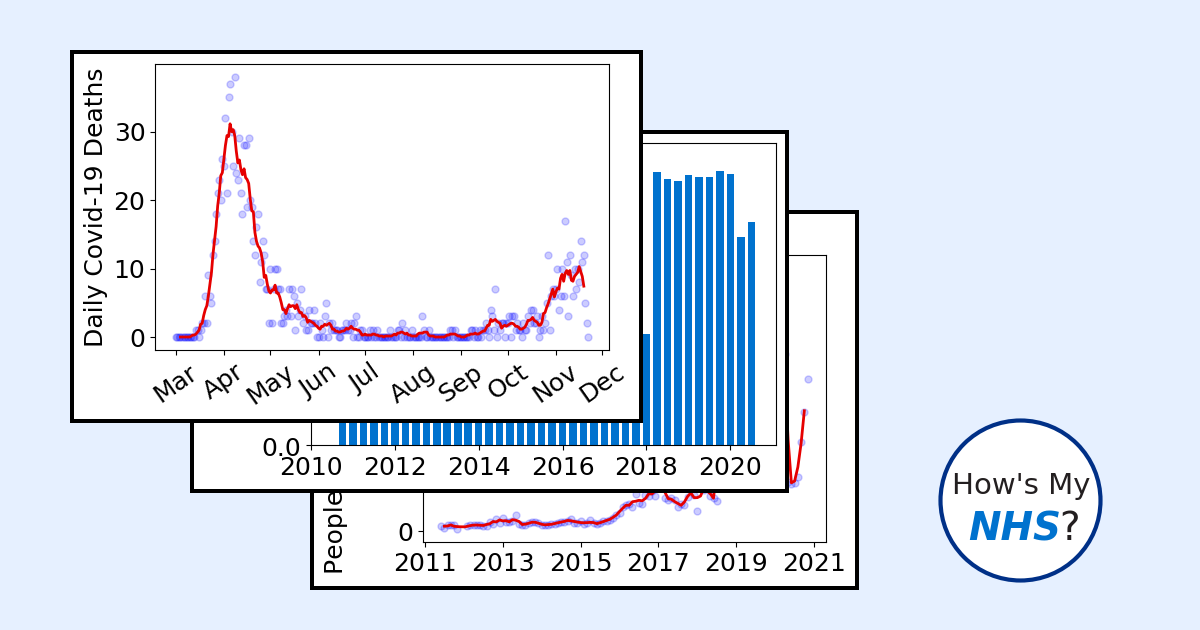 Daily Covid-19 Deaths
30
20
10
0
Mar Apr May Jun Jul Aug Sep Oct Nov Dec
0.0
2010 2012 2014 2016 2018 2020
People
0
2011 2013 2015 2017 2019 2021
How's My
NHS?